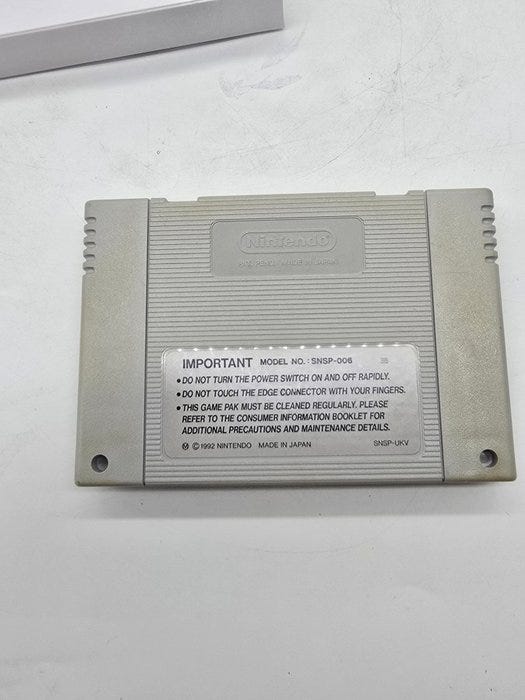 Nintendo
PAT. PEND. MADE IN JAPAN
IMPORTANT MODEL NO. : SNSP-006
• DO NOT TURN THE POWER SWITCH ON AND OFF RAPIDLY.
• DO NOT TOUCH THE EDGE CONNECTOR WITH YOUR FINGERS.
• THIS GAME PAK MUST BE CLEANED REGULARLY. PLEASE
REFER TO THE CONSUMER INFORMATION BOOKLET FOR
ADDITIONAL PRECAUTIONS AND MAINTENANCE DETAILS.
Ⓜ ©1992 NINTENDO MADE IN JAPAN SNSP-UKV